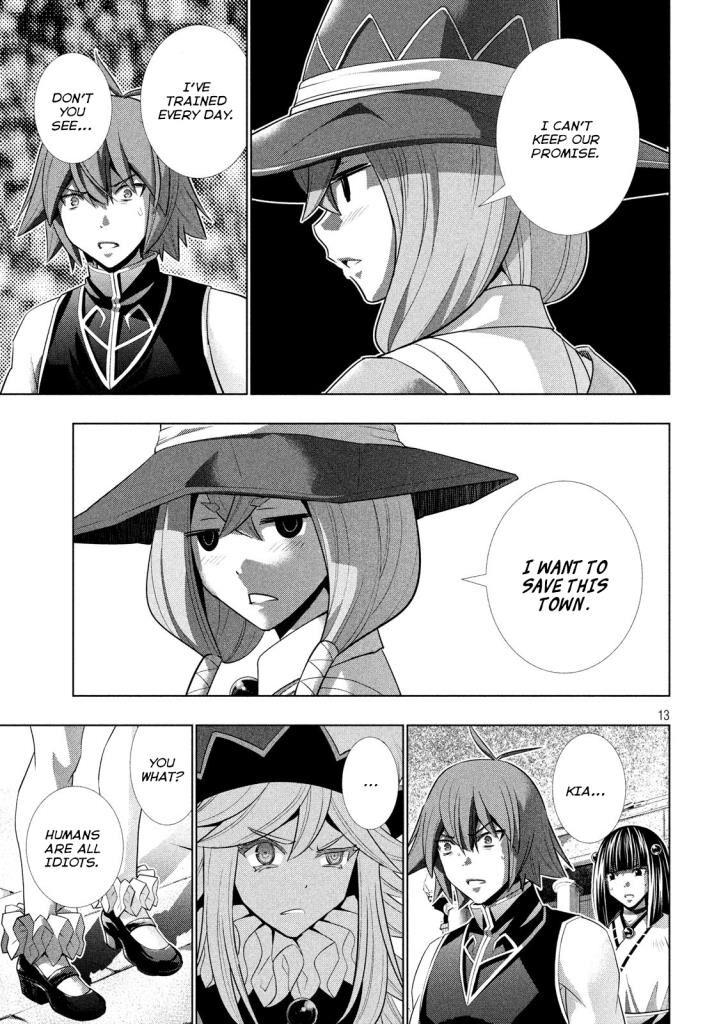 I CAN'T
KEEP OUR
PROMISE.
I'VE
TRAINED
EVERY DAY.
DON'T
YOU
SEE...
I WANT TO
SAVE THIS
TOWN.
13
KIA...
...
YOU
WHAT?
HUMANS
ARE ALL
IDIOTS.